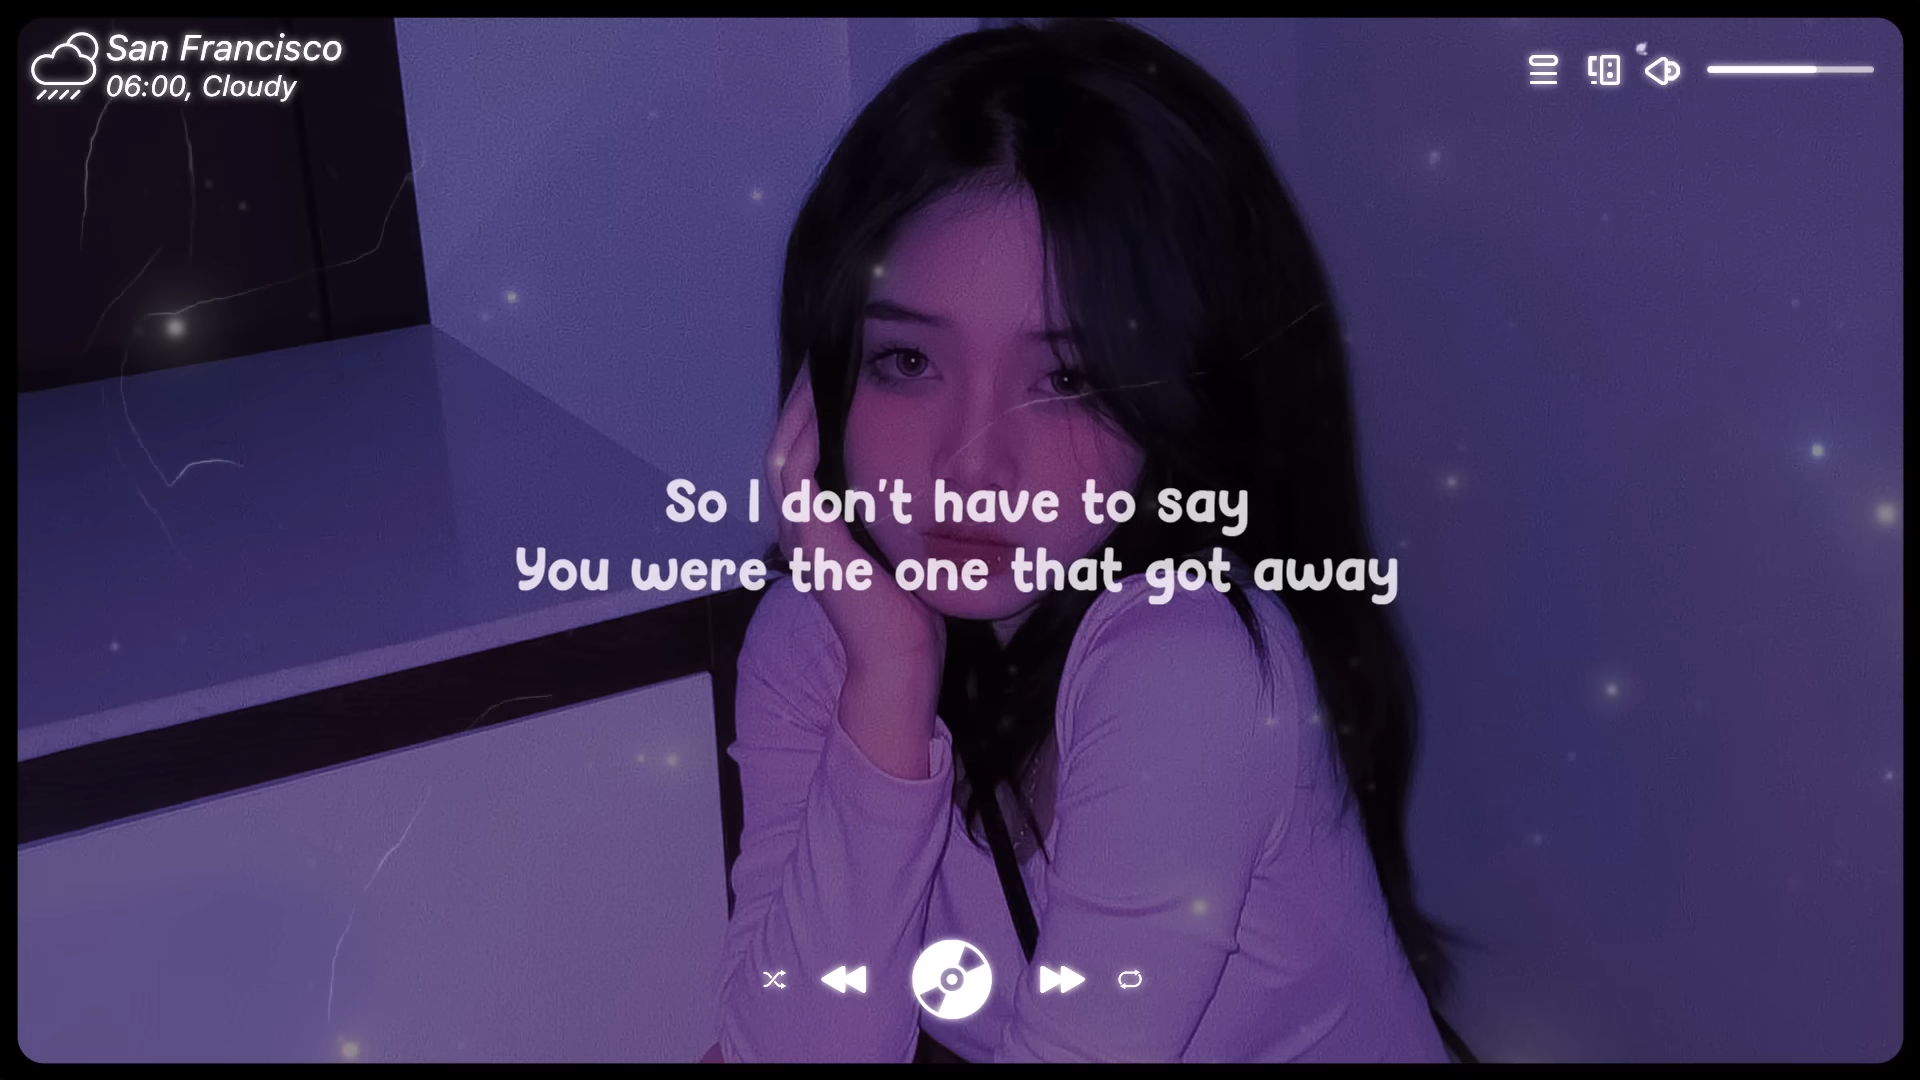 San Francisco
06:00, Cloudy
So I don't have to say
You were the one that got away